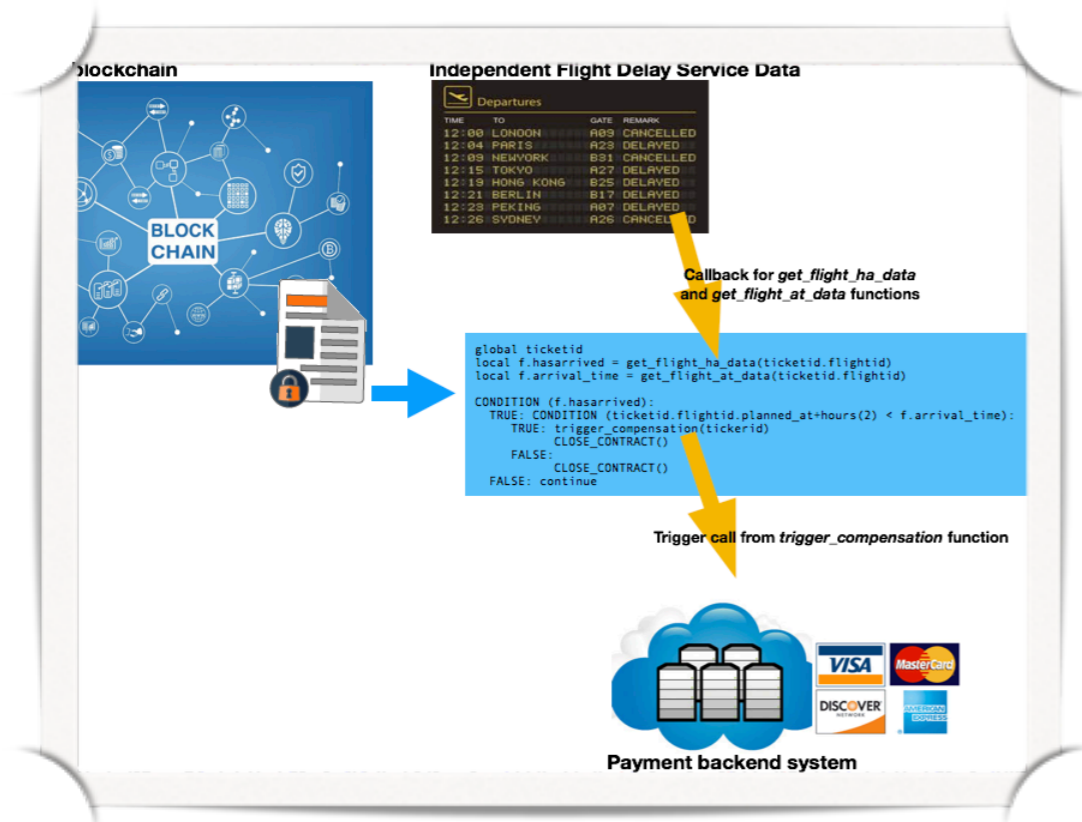 blockchain
Independent Flight Delay Service Data
Departures
TIME TO GATE REMARK
12:00 LONDON A09 CANCELLED
12:04 PARIS A23 DELAYED
12:09 NEWYORK B31 CANCELLED
12:15 TOKYO A27 DELAYED
12:19 HONG KONG B25 DELAYED
12:21 BERLIN B17 DELAYED
12:23 PEKING A07 DELAYED
12:26 SYDNEY A26
BLOCK
CHAIN
Callback for get_flight_ha_data
and get_flight_at_data functions
global ticketid
local f.hasarrived = get_flight_ha_data(ticketid.flightid)
local f.arrival_time = get_flight_at_data(ticketid.flightid)
CONDITION (f.hasarrived):
TRUE: CONDITION (ticketid.flightid.planned_at+hours(2) < f.arrival_time):
TRUE: trigger_compensation(tickerid)
CLOSE_CONTRACT()
FALSE:
CLOSE_CONTRACT()
FALSE: continue
Trigger call from trigger_compensation function
VISA
MasterCard
DISCOVER
NETWORK
AMERICAN
EXPRESS
Payment backend system